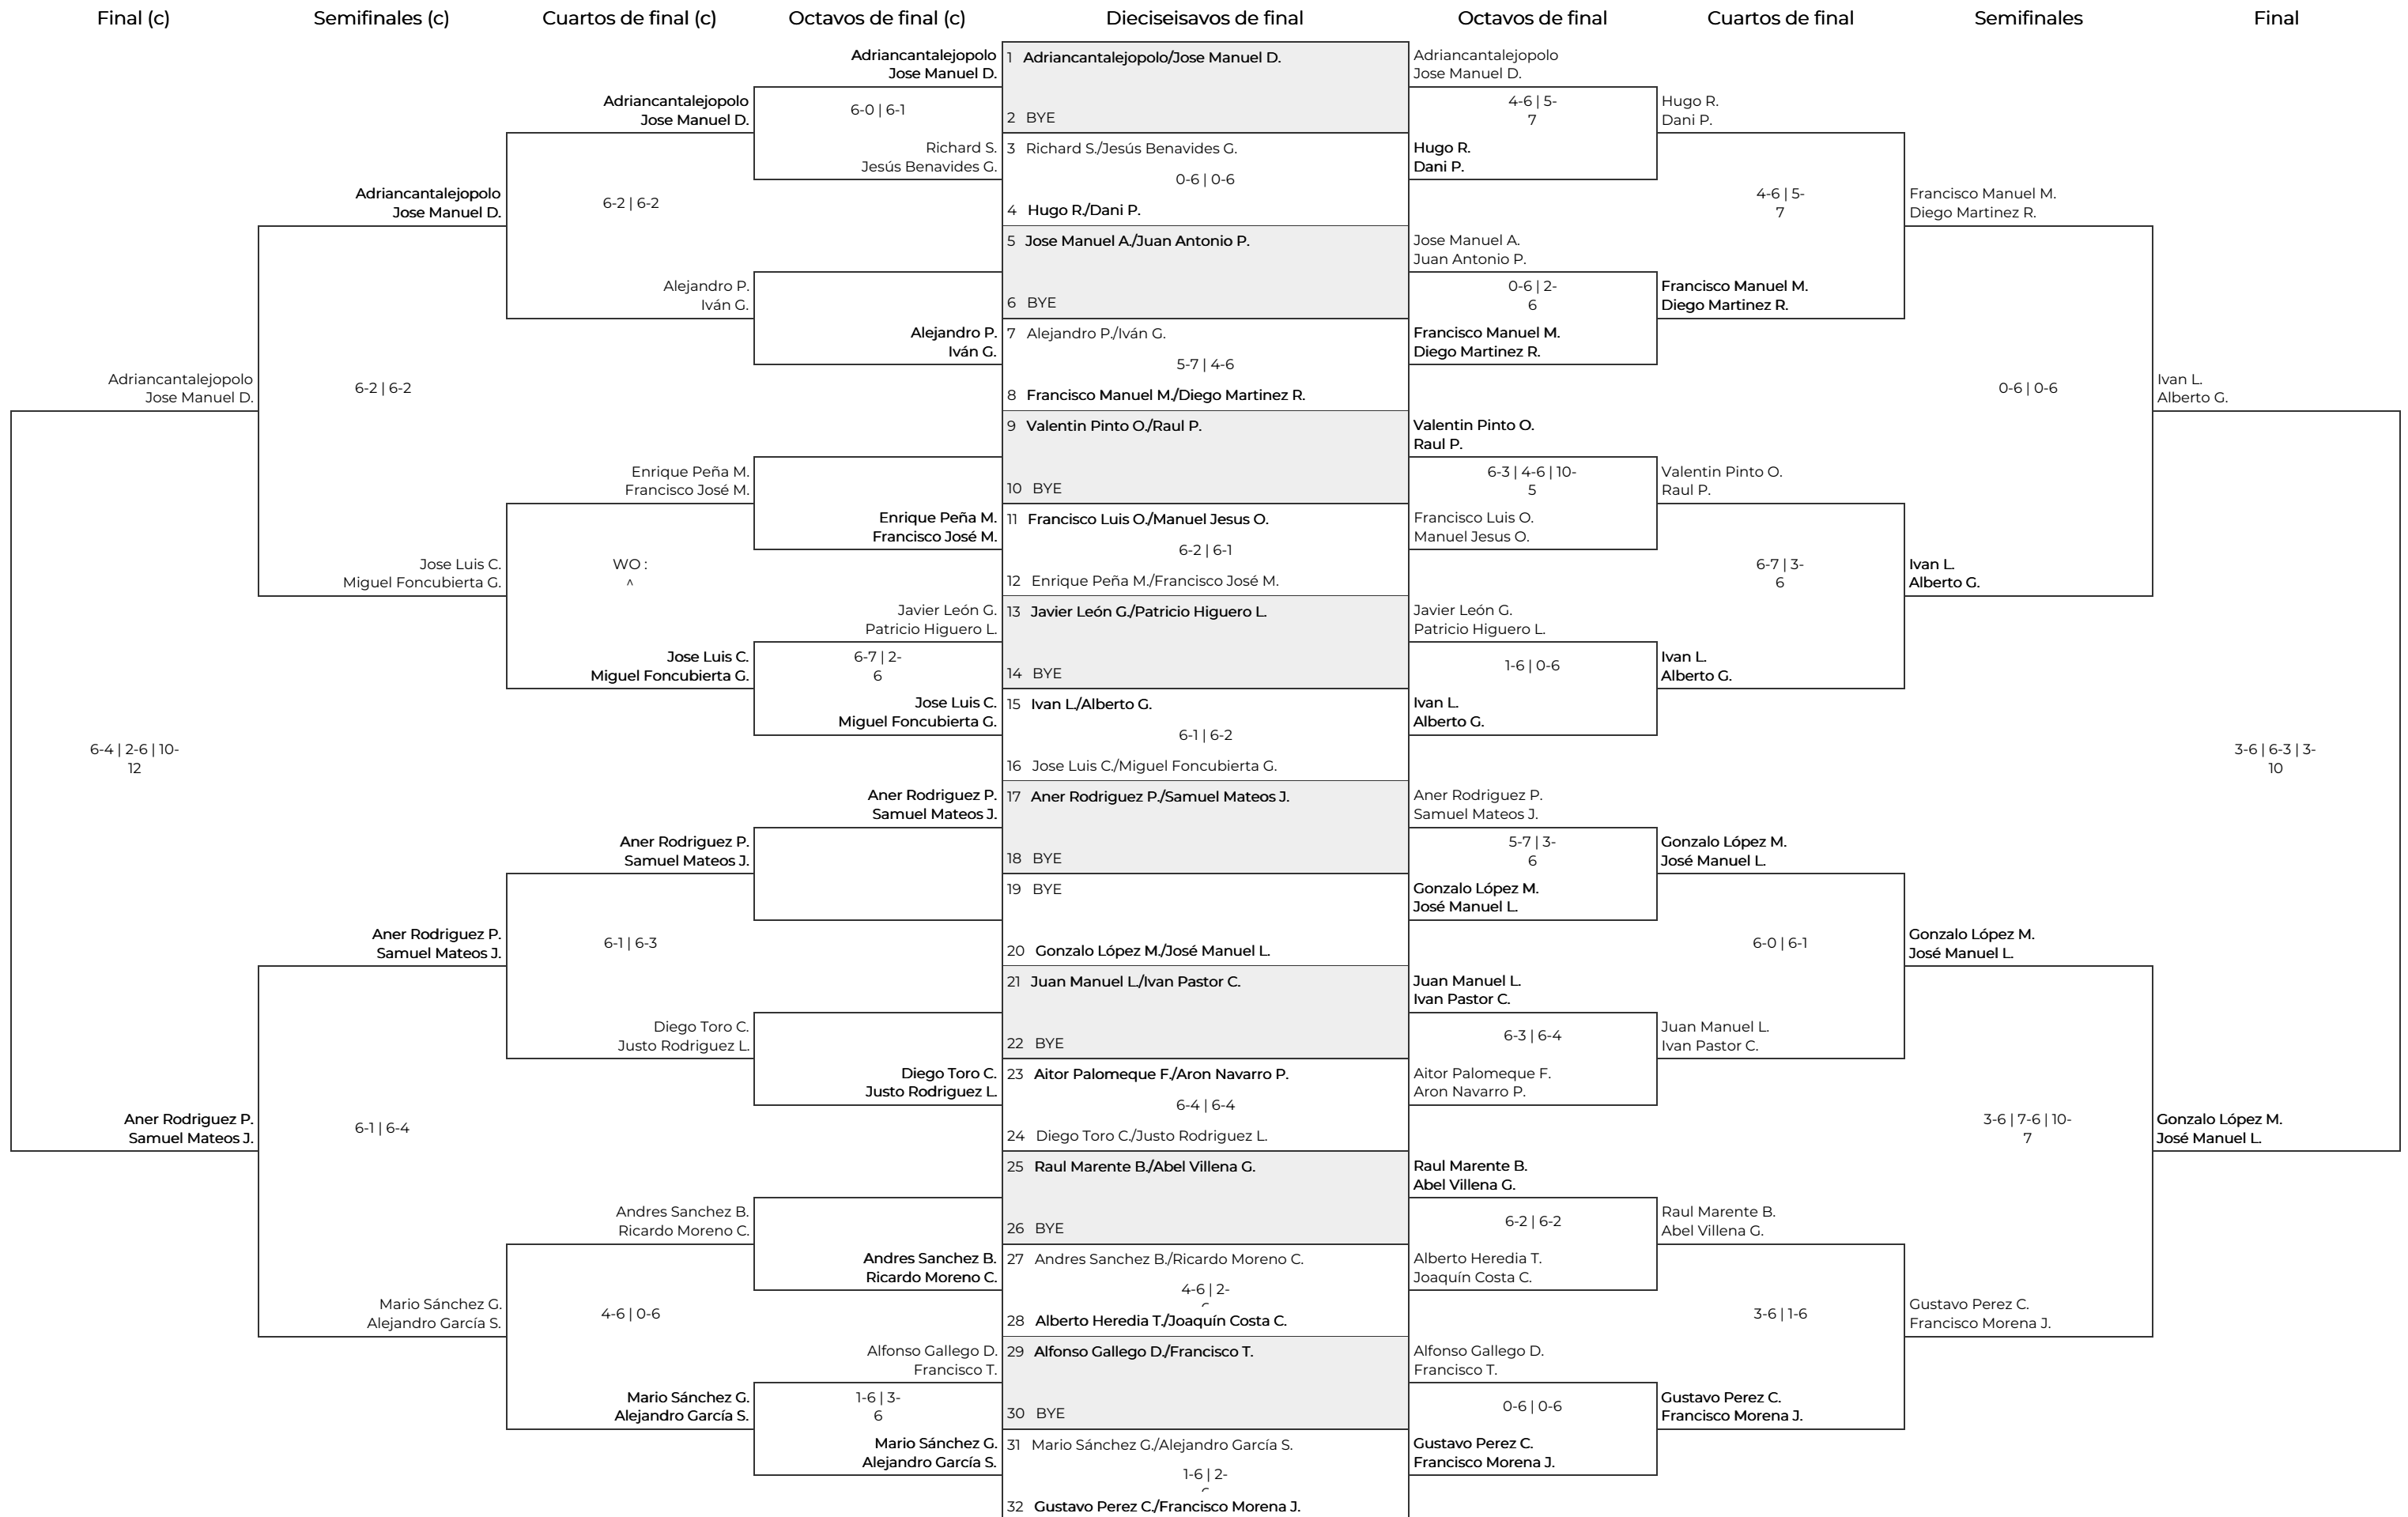 Final (c)
Semifinales (c)
Cuartos de final (c)
Octavos de final (c)
Dieciseisavos de final
Octavos de final
Cuartos de final
Semifinales
Final
Adriancantalejopolo
Jose Manuel D.
6-4 | 2-6 | 10-
12
Aner Rodriguez P.
Samuel Mateos J.
Adriancantalejopolo
Jose Manuel D.
6-2 | 6-2
Jose Luis C.
Miguel Foncubierta G.
Aner Rodriguez P.
Samuel Mateos J.
6-1 | 6-4
Mario Sánchez G.
Alejandro García S.
Adriancantalejopolo
Jose Manuel D.
6-2 | 6-2
Alejandro P.
Iván G.
Enrique Peña M.
Francisco José M.
WO :
^
Jose Luis C.
Miguel Foncubierta G.
Aner Rodriguez P.
Samuel Mateos J.
6-1 | 6-3
Diego Toro C.
Justo Rodriguez L.
Andres Sanchez B.
Ricardo Moreno C.
4-6 | 0-6
Mario Sánchez G.
Alejandro García S.
Adriancantalejopolo
Jose Manuel D.
6-0 | 6-1
Richard S.
Jesús Benavides G.
Alejandro P.
Iván G.
Enrique Peña M.
Francisco José M.
Javier León G.
Patricio Higuero L.
6-7 | 2-
6
Jose Luis C.
Miguel Foncubierta G.
Aner Rodriguez P.
Samuel Mateos J.
Diego Toro C.
Justo Rodriguez L.
Andres Sanchez B.
Ricardo Moreno C.
Alfonso Gallego D.
Francisco T.
1-6 | 3-
6
Mario Sánchez G.
Alejandro García S.
1 Adriancantalejopolo/Jose Manuel D.
2 BYE
3 Richard S./Jesús Benavides G.
0-6 | 0-6
4 Hugo R./Dani P.
5 Jose Manuel A./Juan Antonio P.
6 BYE
7 Alejandro P./Iván G.
5-7 | 4-6
8 Francisco Manuel M./Diego Martinez R.
9 Valentin Pinto O./Raul P.
10 BYE
11 Francisco Luis O./Manuel Jesus O.
6-2 | 6-1
12 Enrique Peña M./Francisco José M.
13 Javier León G./Patricio Higuero L.
14 BYE
15 Ivan L./Alberto G.
6-1 | 6-2
16 Jose Luis C./Miguel Foncubierta G.
17 Aner Rodriguez P./Samuel Mateos J.
18 BYE
19 BYE
20 Gonzalo López M./José Manuel L.
21 Juan Manuel L./Ivan Pastor C.
22 BYE
23 Aitor Palomeque F./Aron Navarro P.
6-4 | 6-4
24 Diego Toro C./Justo Rodriguez L.
25 Raul Marente B./Abel Villena G.
26 BYE
27 Andres Sanchez B./Ricardo Moreno C.
4-6 | 2-
28 Alberto Heredia T./Joaquín Costa C.
29 Alfonso Gallego D./Francisco T.
30 BYE
31 Mario Sánchez G./Alejandro García S.
1-6 | 2-
32 Gustavo Perez C./Francisco Morena J.
Adriancantalejopolo
Jose Manuel D.
4-6 | 5-
7
Hugo R.
Dani P.
Jose Manuel A.
Juan Antonio P.
0-6 | 2-
6
Francisco Manuel M.
Diego Martinez R.
Valentin Pinto O.
Raul P.
6-3 | 4-6 | 10-
5
Francisco Luis O.
Manuel Jesus O.
Javier León G.
Patricio Higuero L.
1-6 | 0-6
Ivan L.
Alberto G.
Aner Rodriguez P.
Samuel Mateos J.
5-7 | 3-
6
Gonzalo López M.
José Manuel L.
Juan Manuel L.
Ivan Pastor C.
6-3 | 6-4
Aitor Palomeque F.
Aron Navarro P.
Raul Marente B.
Abel Villena G.
6-2 | 6-2
Alberto Heredia T.
Joaquín Costa C.
Alfonso Gallego D.
Francisco T.
0-6 | 0-6
Gustavo Perez C.
Francisco Morena J.
Hugo R.
Dani P.
4-6 | 5-
7
Francisco Manuel M.
Diego Martinez R.
Valentin Pinto O.
Raul P.
6-7 | 3-
6
Ivan L.
Alberto G.
Gonzalo López M.
José Manuel L.
6-0 | 6-1
Juan Manuel L.
Ivan Pastor C.
Raul Marente B.
Abel Villena G.
3-6 | 1-6
Gustavo Perez C.
Francisco Morena J.
Francisco Manuel M.
Diego Martinez R.
0-6 | 0-6
Ivan L.
Alberto G.
Gonzalo López M.
José Manuel L.
3-6 | 7-6 | 10-
7
Gustavo Perez C.
Francisco Morena J.
Ivan L.
Alberto G.
3-6 | 6-3 | 3-
10
Gonzalo López M.
José Manuel L.